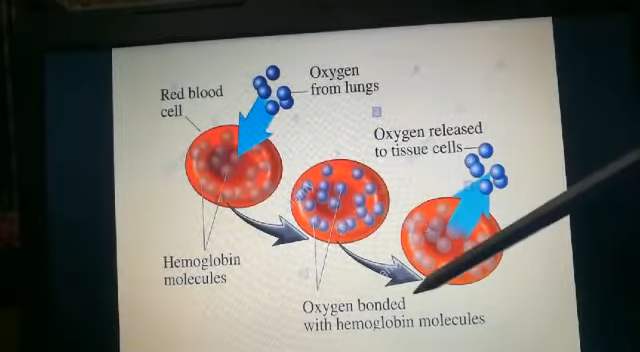 Oxygen
from lungs
Red blood
cell
Oxygen released
to tissue cells
Hemoglobin
molecules
Oxygen bonded
with hemoglobin molecules